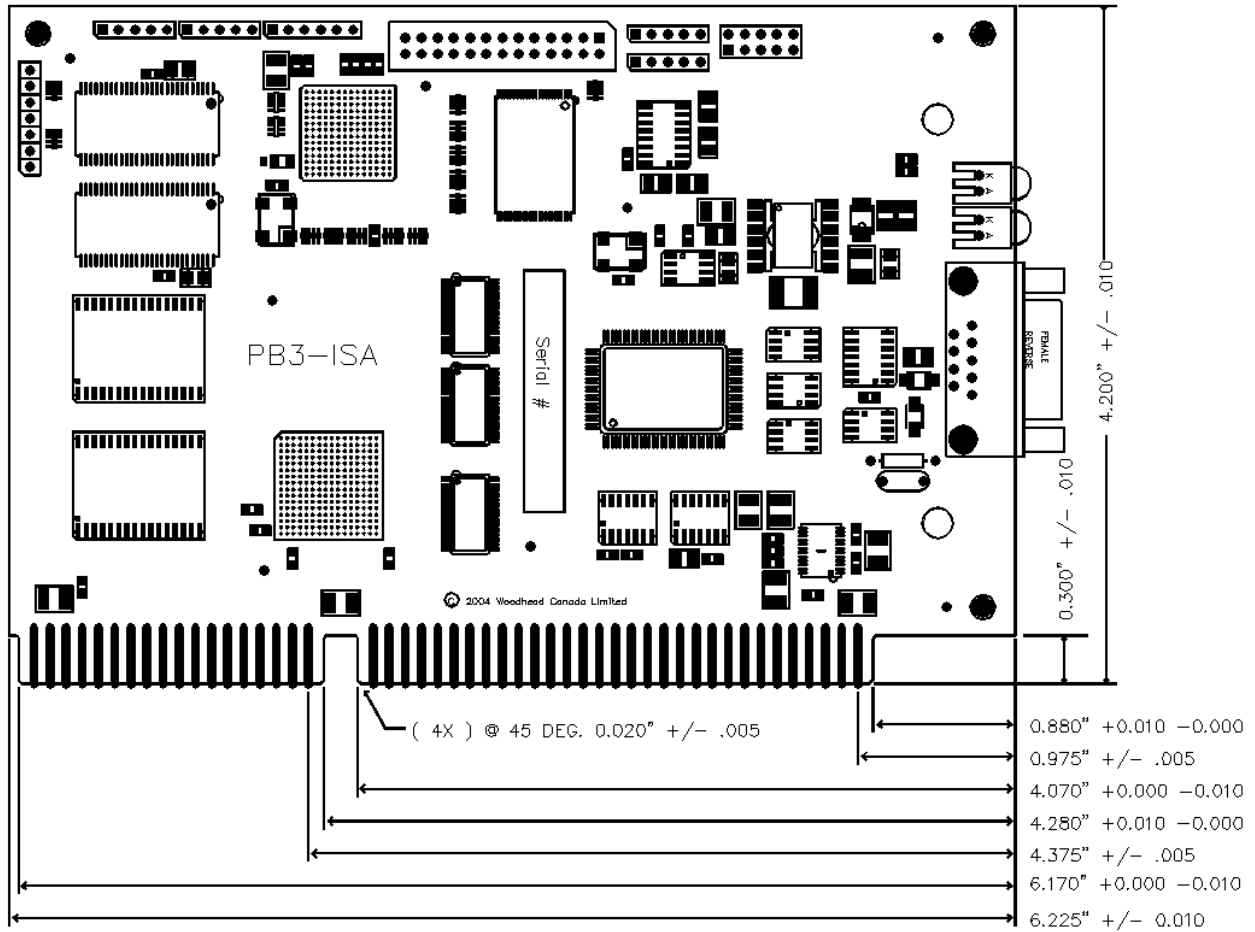 K
A
K
A
FEMALE
REVERSE
4.200" +/- .010
PB3-ISA
Serial #
0.300" +/- .010
© 2004 Woodhead Canada Limited
( 4X ) @ 45 DEG. 0.020" +/- .005
0.880" +0.010 -0.000
0.975" +/- .005
4.070" +0.000 -0.010
4.280" +0.010 -0.000
4.375" +/- .005
6.170" +0.000 -0.010
6.225" +/- 0.010